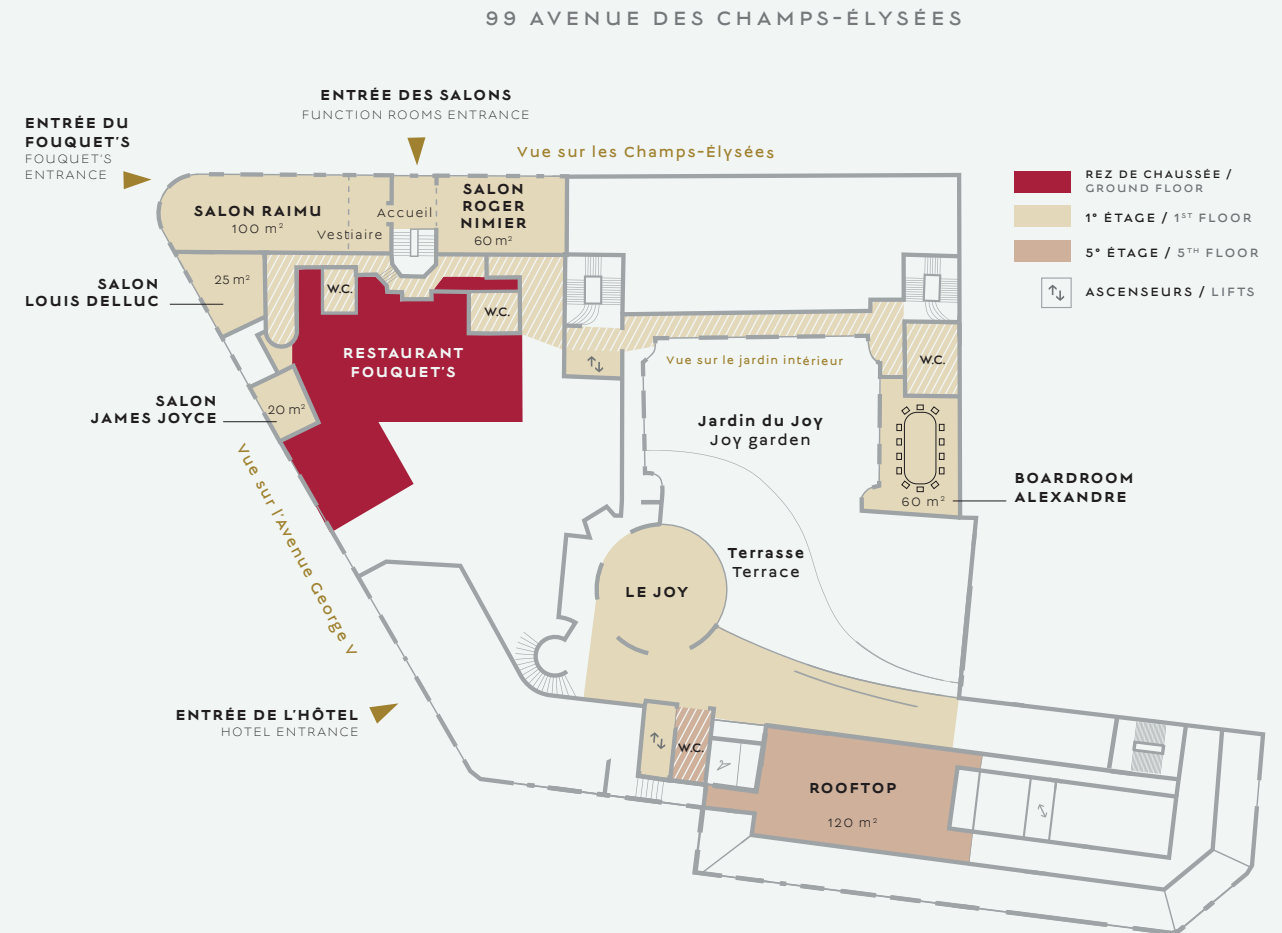 99 AVENUE DES CHAMPS-ÉLYSÉES
ENTRÉE DES SALONS
FUNCTION ROOMS ENTRANCE
ENTRÉE DU
FOUQUET'S
FOUQUET'S
ENTRANCE
Vue sur les Champs-Élysées
REZ DE CHAUSSÉE /
GROUND FLOOR
1° ÉTAGE / 1ST FLOOR
5° ÉTAGE / 5TH FLOOR
ASCENSEURS / LIFTS
SALON RAIMU
100 m²
Vestiaire
Accueil
SALON
ROGER
NIMIER
60 m²
SALON
LOUIS DELLUC
25 m²
W.C.
W.C.
RESTAURANT
FOUQUET'S
Vue sur le jardin intérieur
W.C.
SALON
JAMES JOYCE
20 m²
Jardin du Joy
Joy garden
BOARDROOM
ALEXANDRE
60 m²
Vue sur l'Avenue George V
Terrasse
Terrace
LE JOY
ENTRÉE DE L'HÔTEL
HOTEL ENTRANCE
W.C.
ROOFTOP
120 m²